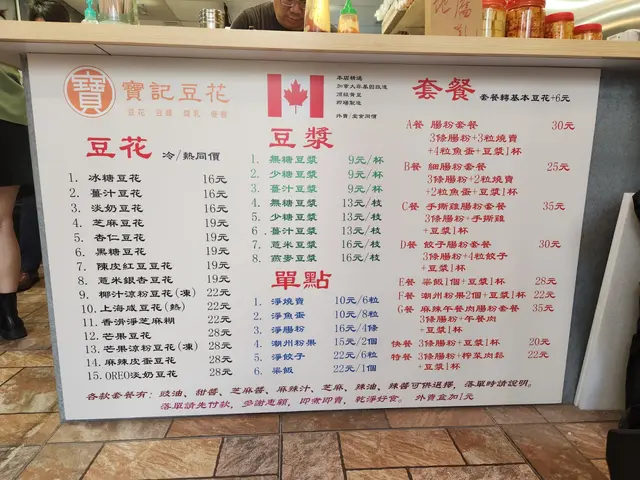 寶
寶記豆花
豆花 豆漿 餐飯
本店精選
加拿大非基因改造
頂級黃豆
即磨製造
外賣/堂食同價
套餐 套餐轉基本豆花+6元
豆花 冷/熱同價
1. 冰糖豆花 16元
2. 薑汁豆花 16元
3. 淡奶豆花 16元
4. 芝麻豆花 19元
5. 杏仁豆花 19元
6. 黑糖豆花 19元
7. 陳皮紅豆豆花 19元
8. 薏米銀杏豆花 19元
9. 椰汁涼粉豆花(凍) 22元
10. 上海咸豆花(熱) 22元
11. 香滑淨芝麻糊 22元
12. 芒果豆花 28元
13. 芒果涼粉豆花(凍) 28元
14. 麻辣皮蛋豆花 28元
15. OREO淡奶豆花 28元
豆漿
1. 無糖豆漿 9元/杯
2. 少糖豆漿 9元/杯
3. 薑汁豆漿 9元/杯
4. 無糖豆漿 13元/枝
5. 少糖豆漿 13元/枝
6. 薑汁豆漿 13元/枝
7. 薏米豆漿 16元/枝
8. 燕麥豆漿 16元/枝
單點
1. 淨燒賣 10元/6粒
2. 淨魚蛋 10元/8粒
3. 淨腸粉 16元/4條
4. 潮州粉果 15元/2個
5. 淨餃子 22元/6粒
6. 粢飯 22元/1個
A餐 腸粉套餐 30元
3條腸粉+3粒燒賣
+4粒魚蛋+豆漿1杯
B餐 細腸粉套餐 25元
3條腸粉+2粒燒賣
+2粒魚蛋+豆漿1杯
C餐 手撕雞腸粉套餐 35元
3條腸粉+手撕雞
+豆漿1杯
D餐 餃子腸粉套餐 30元
3條腸粉+4粒餃子
+豆漿1杯
E餐 粢飯1個+豆漿1杯 28元
F餐 潮州粉果2個+豆漿1杯 22元
G餐 麻辣午餐肉腸粉套餐 35元
3條腸粉+午餐肉
+豆漿1杯
快餐 3條腸粉+豆漿1杯 20元
特餐 3條腸粉+榨菜肉鬆 22元
+豆漿1杯
各款套餐有：豉油、甜醬、芝麻醬、麻辣汁、芝麻、辣油、辣醬可供選擇，落單時請說明。
落單請先付款，多謝惠顧，即煮即賣，乾淨好食。 外賣盒加1元